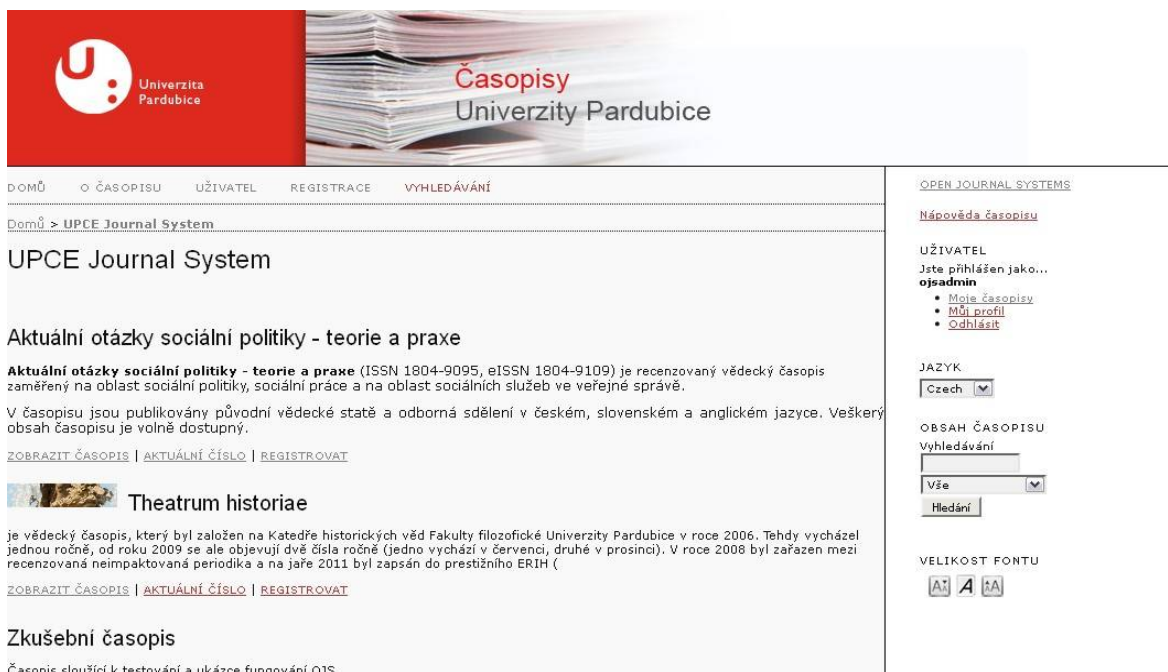 Univerzita
Pardubice
Časopisy
Univerzity Pardubice
DOMŮ O ČASOPISU UŽIVATEL REGISTRACE VYHLEDÁVÁNÍ
Domů > UPCE Journal System
UPCE Journal System
Aktuální otázky sociální politiky - teorie a praxe
Aktuální otázky sociální politiky - teorie a praxe (ISSN 1804-9095, eISSN 1804-9109) je recenzovaný vědecký časopis
zaměřený na oblast sociální politiky, sociální práce a na oblast sociálních služeb ve veřejné správě.
V časopisu jsou publikovány původní vědecké statě a odborná sdělení v českém, slovenském a anglickém jazyce. Veškerý
obsah časopisu je volně dostupný.
ZOBRAZIT ČASOPIS | AKTUÁLNÍ ČÍSLO | REGISTROVAT
Theatrum historiae
je vědecký časopis, který byl založen na Katedře historických věd Fakulty filozofické Univerzity Pardubice v roce 2006. Tehdy vycházel
jednou ročně, od roku 2009 se ale objevují dvě čísla ročně (jedno vychází v červenci, druhé v prosinci). V roce 2008 byl zařazen mezi
recenzovaná neimpaktovaná periodika a na jaře 2011 byl zapsán do prestižního ERIH (
ZOBRAZIT ČASOPIS | AKTUÁLNÍ ČÍSLO | REGISTROVAT
Zkušební časopis
Časopis sloužící k testování a ukázce fungování OJS
OPEN JOURNAL SYSTEMS
Nápověda časopisu
UŽIVATEL
Jste přihlášen jako...
ojsadmin
Moje časopisy
Můj profil
Odhlásit
JAZYK
Czech
OBSAH ČASOPISU
Vyhledávání
Vše
Hledání
VELIKOST FONTU
A A A